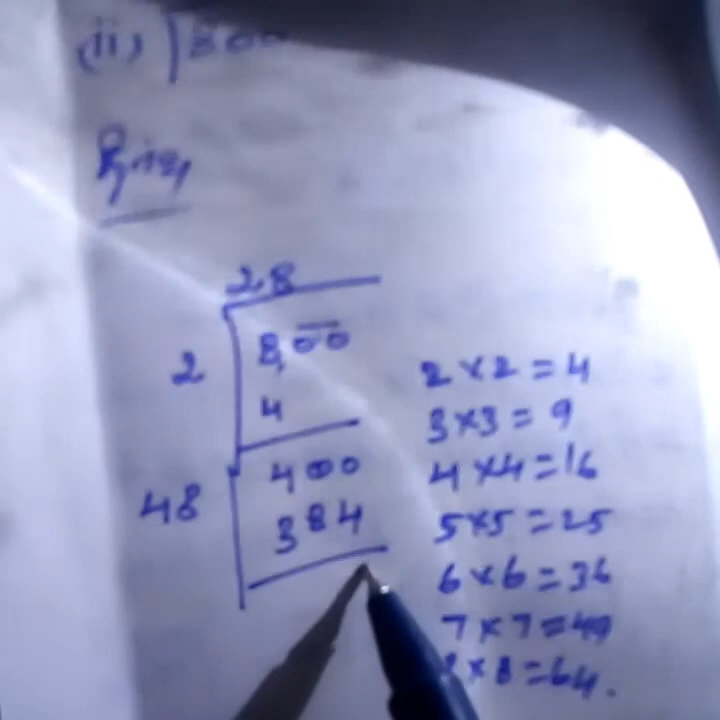 (ii) √800
28
2 8,00 2×2=4
4 3×3=9
400 4×4=16
48 384 5×5=25
6×6=36
7×7=49
8×8=64.